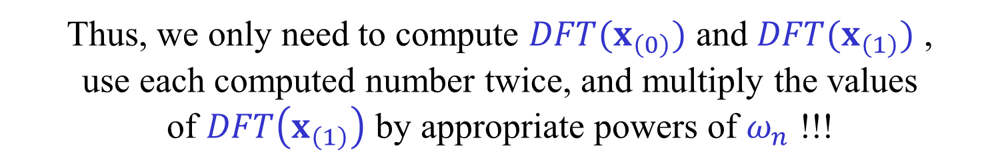 Thus, we only need to compute DFT(𝐱₍₀₎) and DFT(𝐱₍₁₎) ,
use each computed number twice, and multiply the values
of DFT(𝐱₍₁₎) by appropriate powers of ωₙ !!!